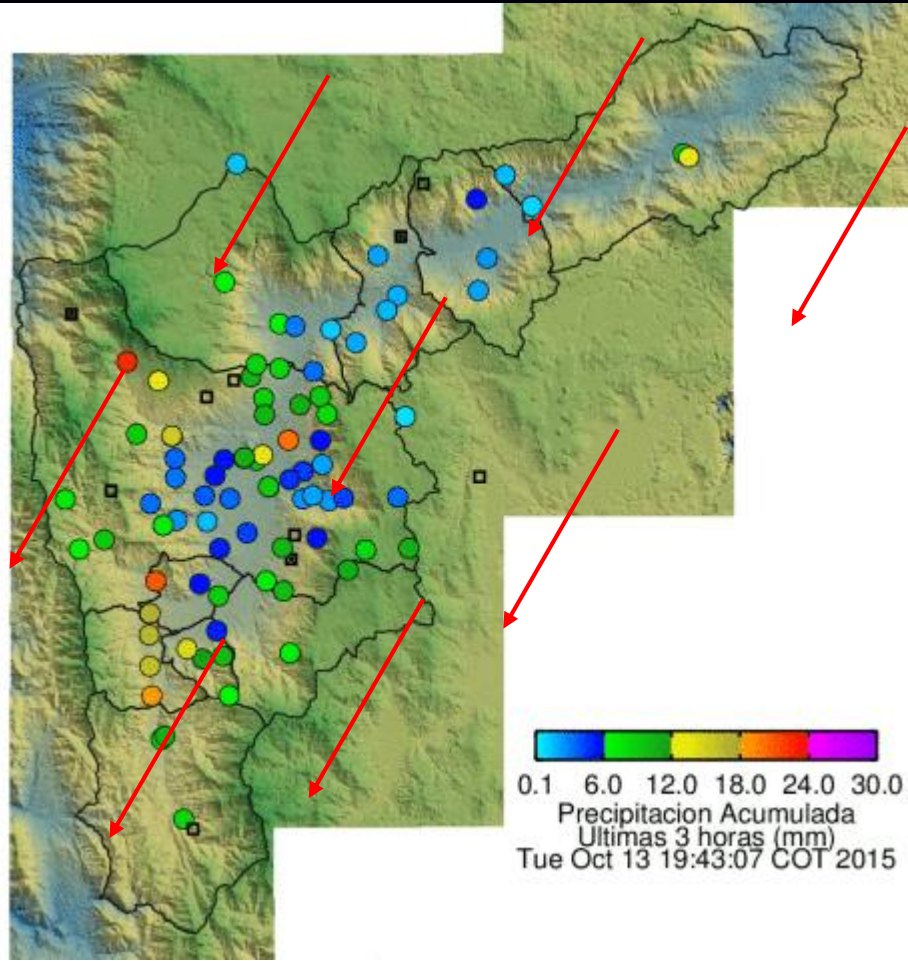 0.1 6.0 12.0 18.0 24.0 30.0
Precipitacion Acumulada
Ultimas 3 horas (mm)
Tue Oct 13 19:43:07 COT 2015